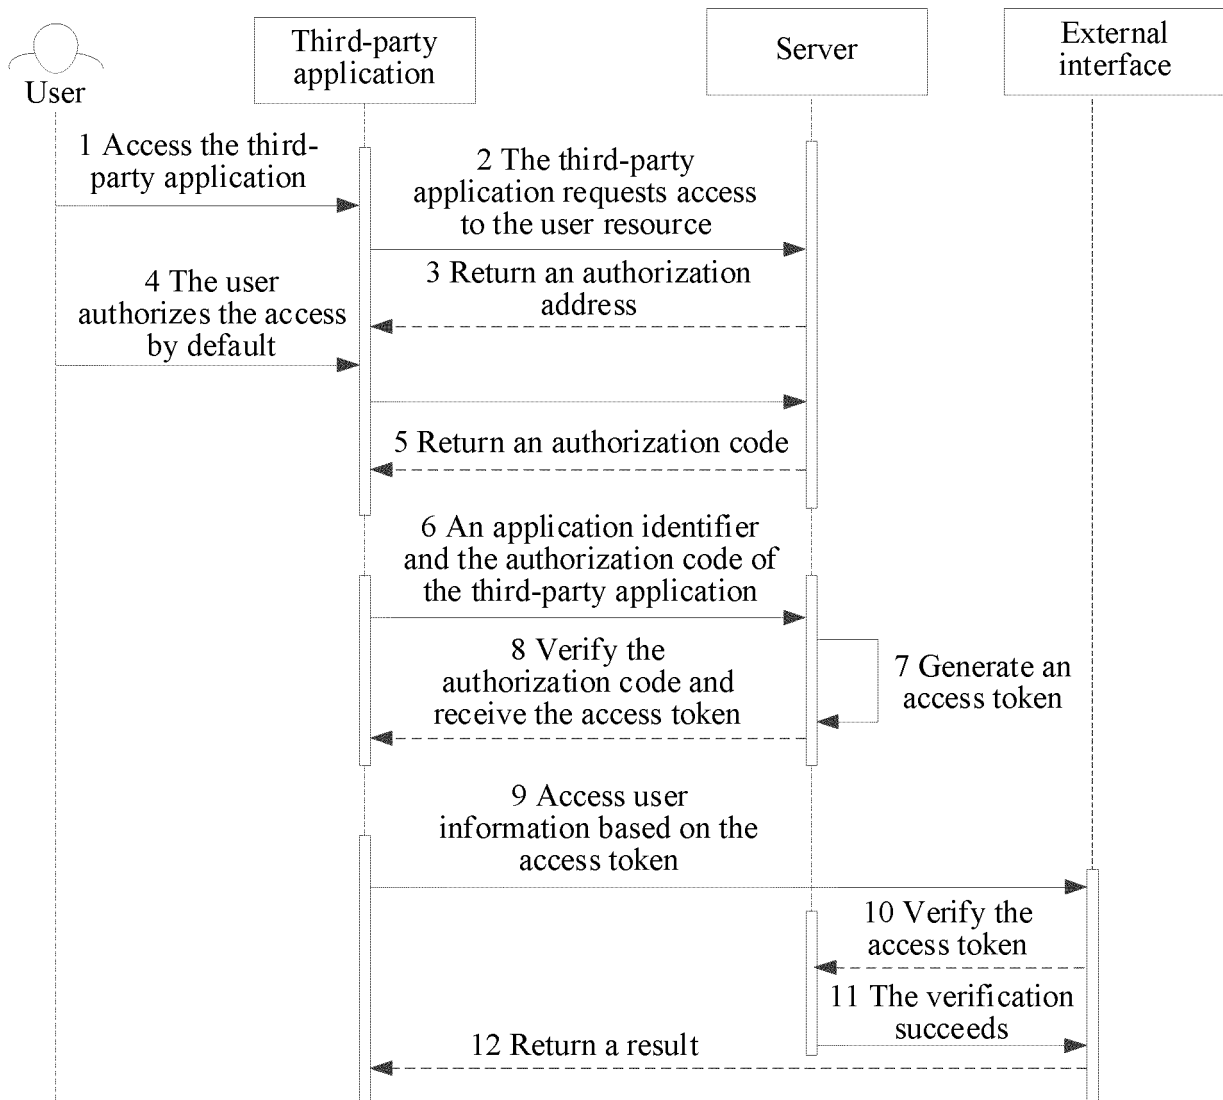 User
Third-party
application
Server
External
interface
1 Access the third-
party application
2 The third-party
application requests access
to the user resource
3 Return an authorization
address
4 The user
authorizes the access
by default
5 Return an authorization code
6 An application identifier
and the authorization code of
the third-party application
7 Generate an
access token
8 Verify the
authorization code and
receive the access token
9 Access user
information based on the
access token
10 Verify the
access token
11 The verification
succeeds
12 Return a result